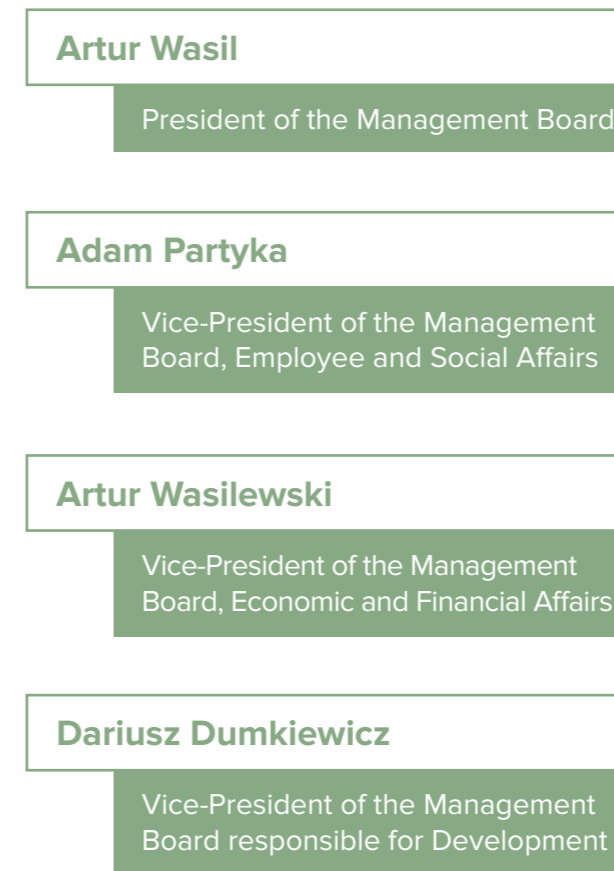 Artur Wasil
President of the Management Board
Adam Partyka
Vice-President of the Management
Board, Employee and Social Affairs
Artur Wasilewski
Vice-President of the Management
Board, Economic and Financial Affairs
Dariusz Dumkiewicz
Vice-President of the Management
Board responsible for Development